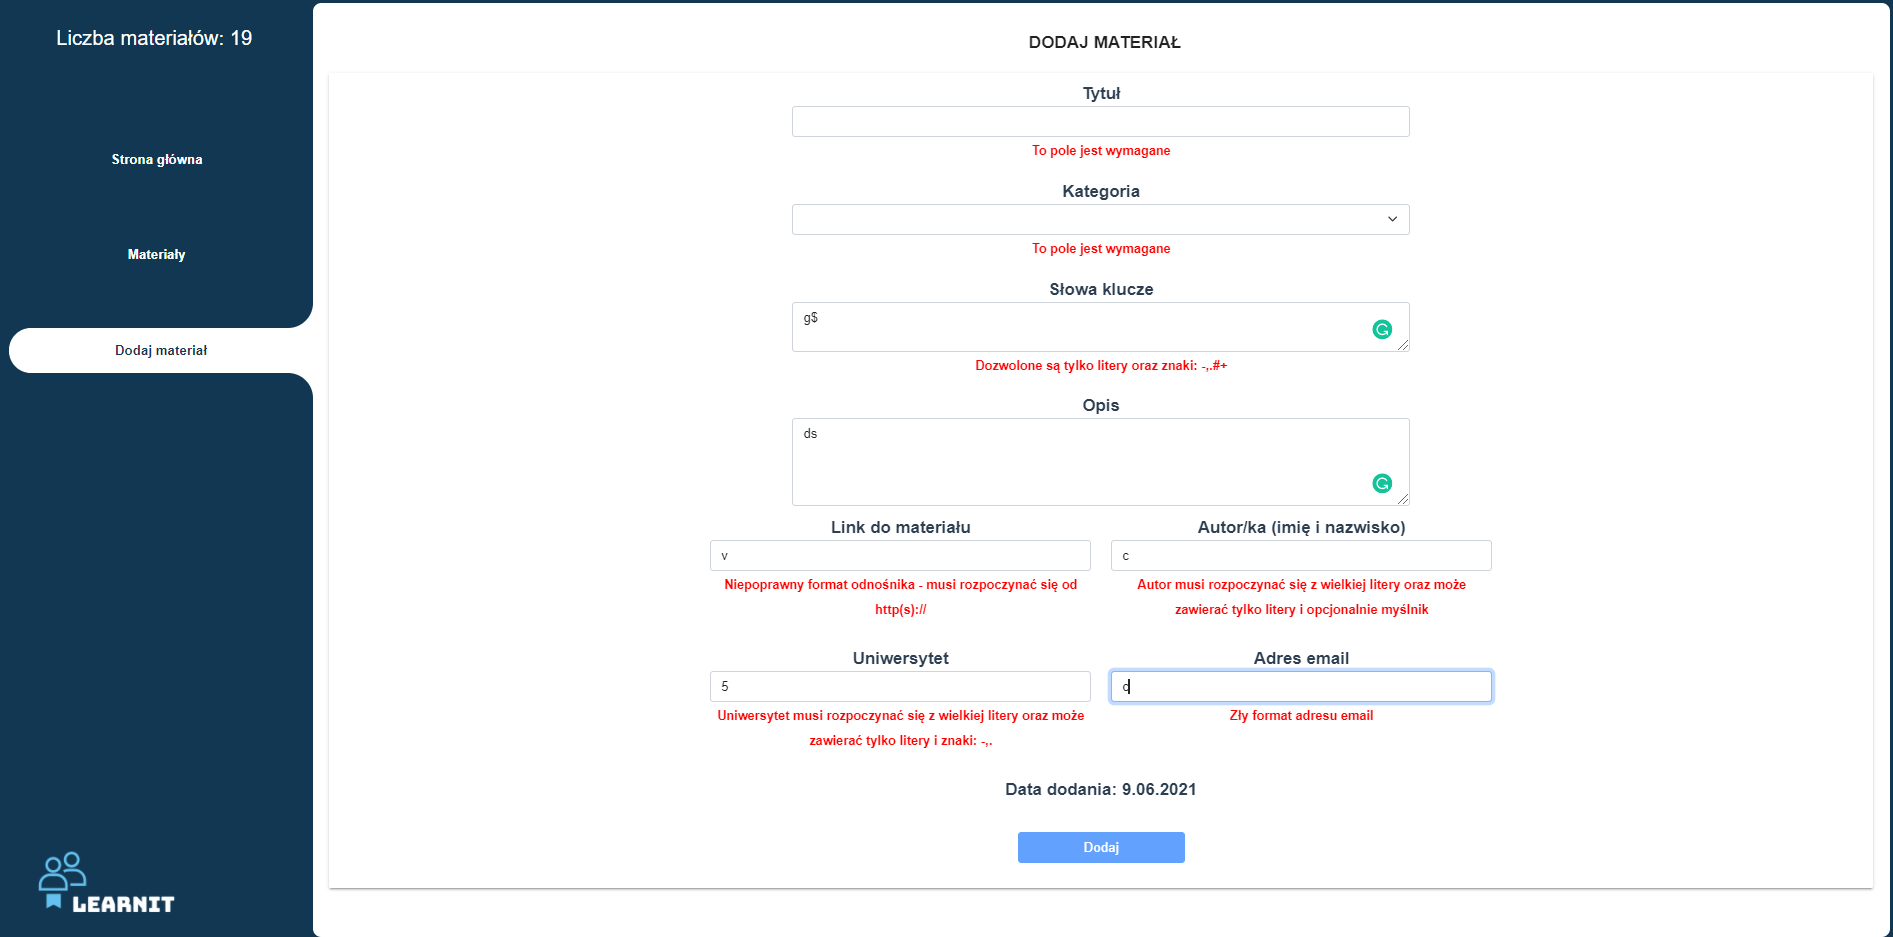 Liczba materiałów: 19
Strona główna
Materiały
Dodaj materiał
LEARNIT
DODAJ MATERIAŁ
Tytuł
To pole jest wymagane
Kategoria
To pole jest wymagane
Słowa klucze
g$
Dozwolone są tylko litery oraz znaki: -,.#+
Opis
ds
Link do materiału
v
Niepoprawny format odnośnika - musi rozpoczynać się od
http(s)://
Autor/ka (imię i nazwisko)
c
Autor musi rozpoczynać się z wielkiej litery oraz może
zawierać tylko litery i opcjonalnie myślnik
Uniwersytet
5
Uniwersytet musi rozpoczynać się z wielkiej litery oraz może
zawierać tylko litery i znaki: -,.
Adres email
Zły format adresu email
Data dodania: 9.06.2021
Dodaj